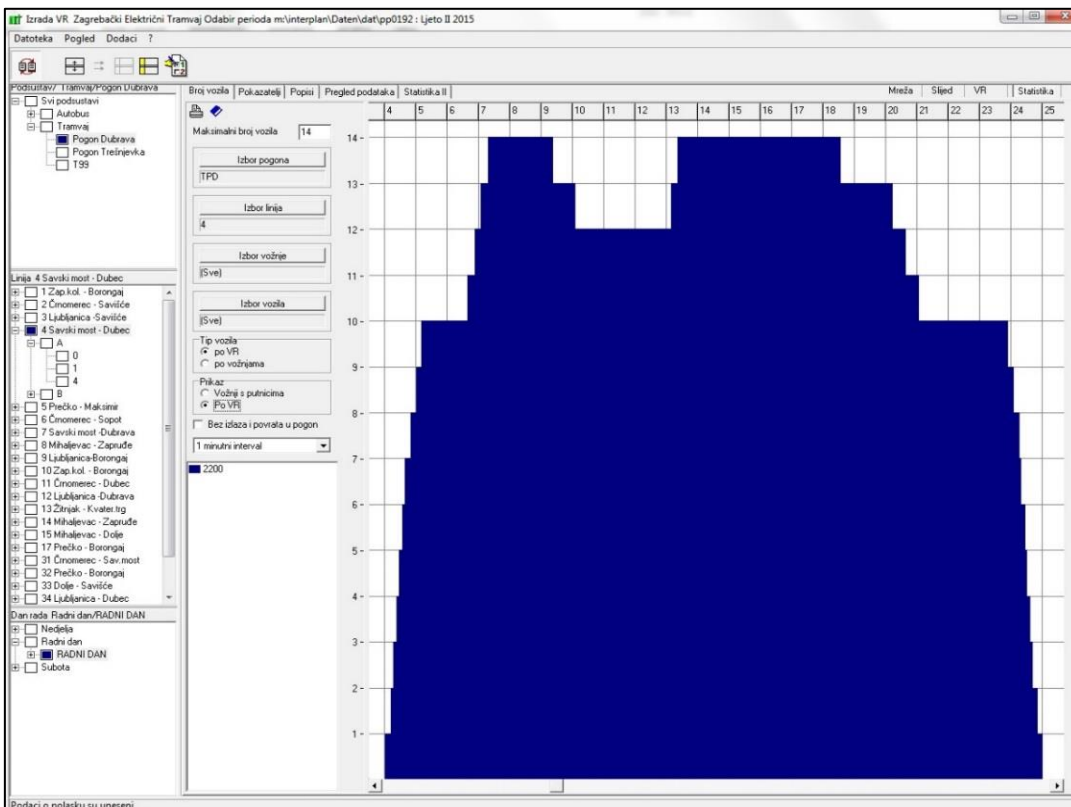 Izrada VR Zagrebački Električni Tramvaj Odabir perioda m:\interplan\Daten\dat\pp0192 : Ljeto II 2015
Datoteka Pogled Dodaci ?
Podsustav/ Tramvaj/Pogon Dubrava
Svi podsustavi
Autobus
Tramvaj
Pogon Dubrava
Pogon Trešnjevka
T99
Linija 4 Savski most - Dubec
1 Zap.kol. - Borongaj
2 Črnomerec - Savišće
3 Ljubljanica -Savišće
4 Savski most - Dubec
A
0
1
4
B
5 Prečko - Maksimir
6 Črnomerec - Sopot
7 Savski most -Dubrava
8 Mihaljevac - Zapruđe
9 Ljubljanica-Borongaj
10 Zap.kol. - Borongaj
11 Črnomerec - Dubec
12 Ljubljanica -Dubrava
13 Žitnjak - Kvater.trg
14 Mihaljevac - Zapruđe
15 Mihaljevac - Dolje
17 Prečko - Borongaj
31 Črnomerec - Sav.most
32 Prečko - Borongaj
33 Dolje - Savišće
34 Ljubljanica - Dubec
Dan rada Radni dan/RADNI DAN
Nedjelja
Radni dan
RADNI DAN
Subota
Broj vozila Pokazatelji Popisi Pregled podataka Statistika II
Mreža Slijed VR Statistika
Maksimalni broj vozila 14
Izbor pogona
TPD
Izbor linija
4
Izbor vožnje
(Sve)
Izbor vozila
(Sve)
Tip vozila
po VR
po vožnjama
Prikaz
Vožnji s putnicima
Po VR
Bez izlaza i povrata u pogon
1 minutni interval
2200
4 5 6 7 8 9 10 11 12 13 14 15 16 17 18 19 20 21 22 23 24 25
14
13
12
11
10
9
8
7
6
5
4
3
2
1
Podaci o polasku su uneseni